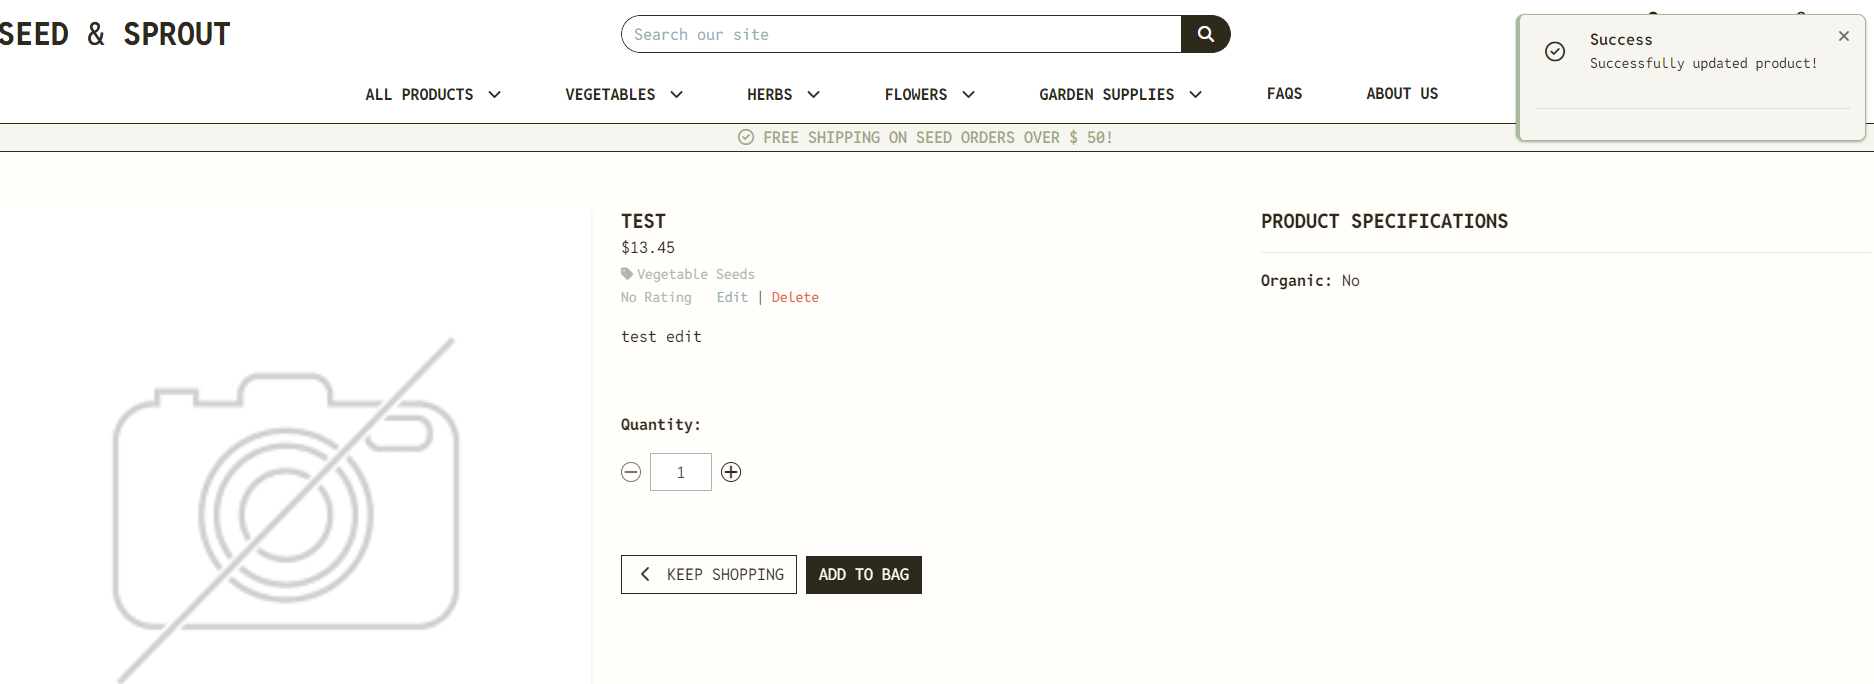 SEED & SPROUT
Search our site
Success
Successfully updated product!
ALL PRODUCTS
VEGETABLES
HERBS
FLOWERS
GARDEN SUPPLIES
FAQS
ABOUT US
FREE SHIPPING ON SEED ORDERS OVER $ 50!
TEST
$13.45
Vegetable Seeds
No Rating Edit | Delete
test edit
Quantity:
1
KEEP SHOPPING
ADD TO BAG
PRODUCT SPECIFICATIONS
Organic: No